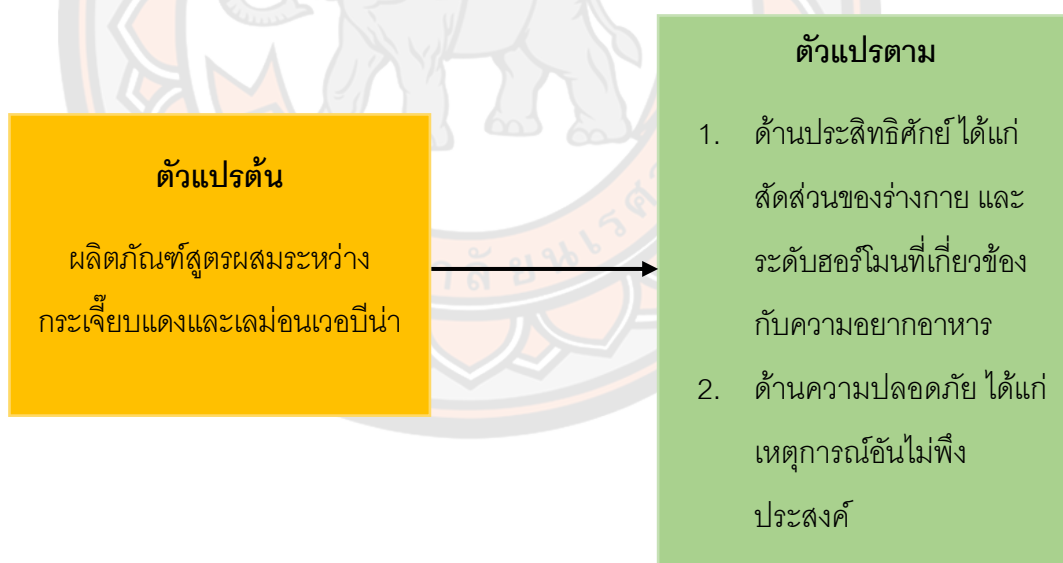 ตัวแปรต้น
ผลิตภัณฑ์สูตรผสมระหว่าง
กระเจี๊ยบแดงและเลม่อนเวอบีน่า
ตัวแปรตาม
1. ด้านประสิทธิศักย์ ได้แก่
สัดส่วนของร่างกาย และ
ระดับฮอร์โมนที่เกี่ยวข้อง
กับความอยากอาหาร
2. ด้านความปลอดภัย ได้แก่
เหตุการณ์อันไม่พึง
ประสงค์